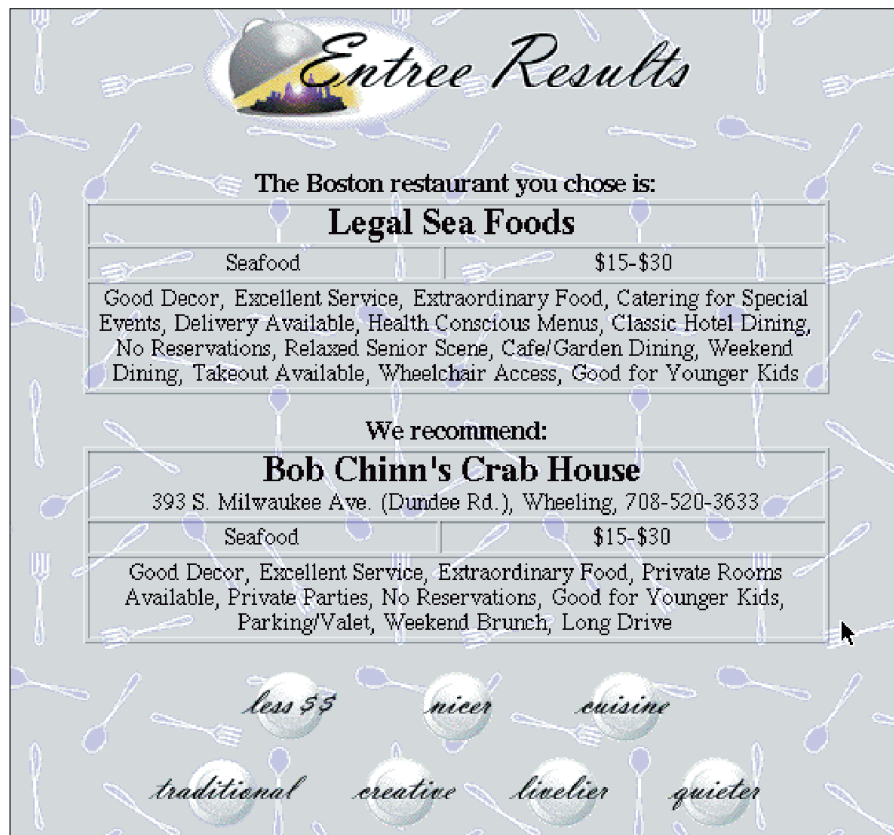 Entree Results
The Boston restaurant you chose is:
Legal Sea Foods
Seafood $15-$30
Good Decor, Excellent Service, Extraordinary Food, Catering for Special
Events, Delivery Available, Health Conscious Menus, Classic Hotel Dining,
No Reservations, Relaxed Senior Scene, Cafe/Garden Dining, Weekend
Dining, Takeout Available, Wheelchair Access, Good for Younger Kids
We recommend:
Bob Chinn's Crab House
393 S. Milwaukee Ave. (Dundee Rd.), Wheeling, 708-520-3633
Seafood $15-$30
Good Decor, Excellent Service, Extraordinary Food, Private Rooms
Available, Private Parties, No Reservations, Good for Younger Kids,
Parking/Valet, Weekend Brunch, Long Drive
less $$ nicer cuisine
traditional creative livelier quieter